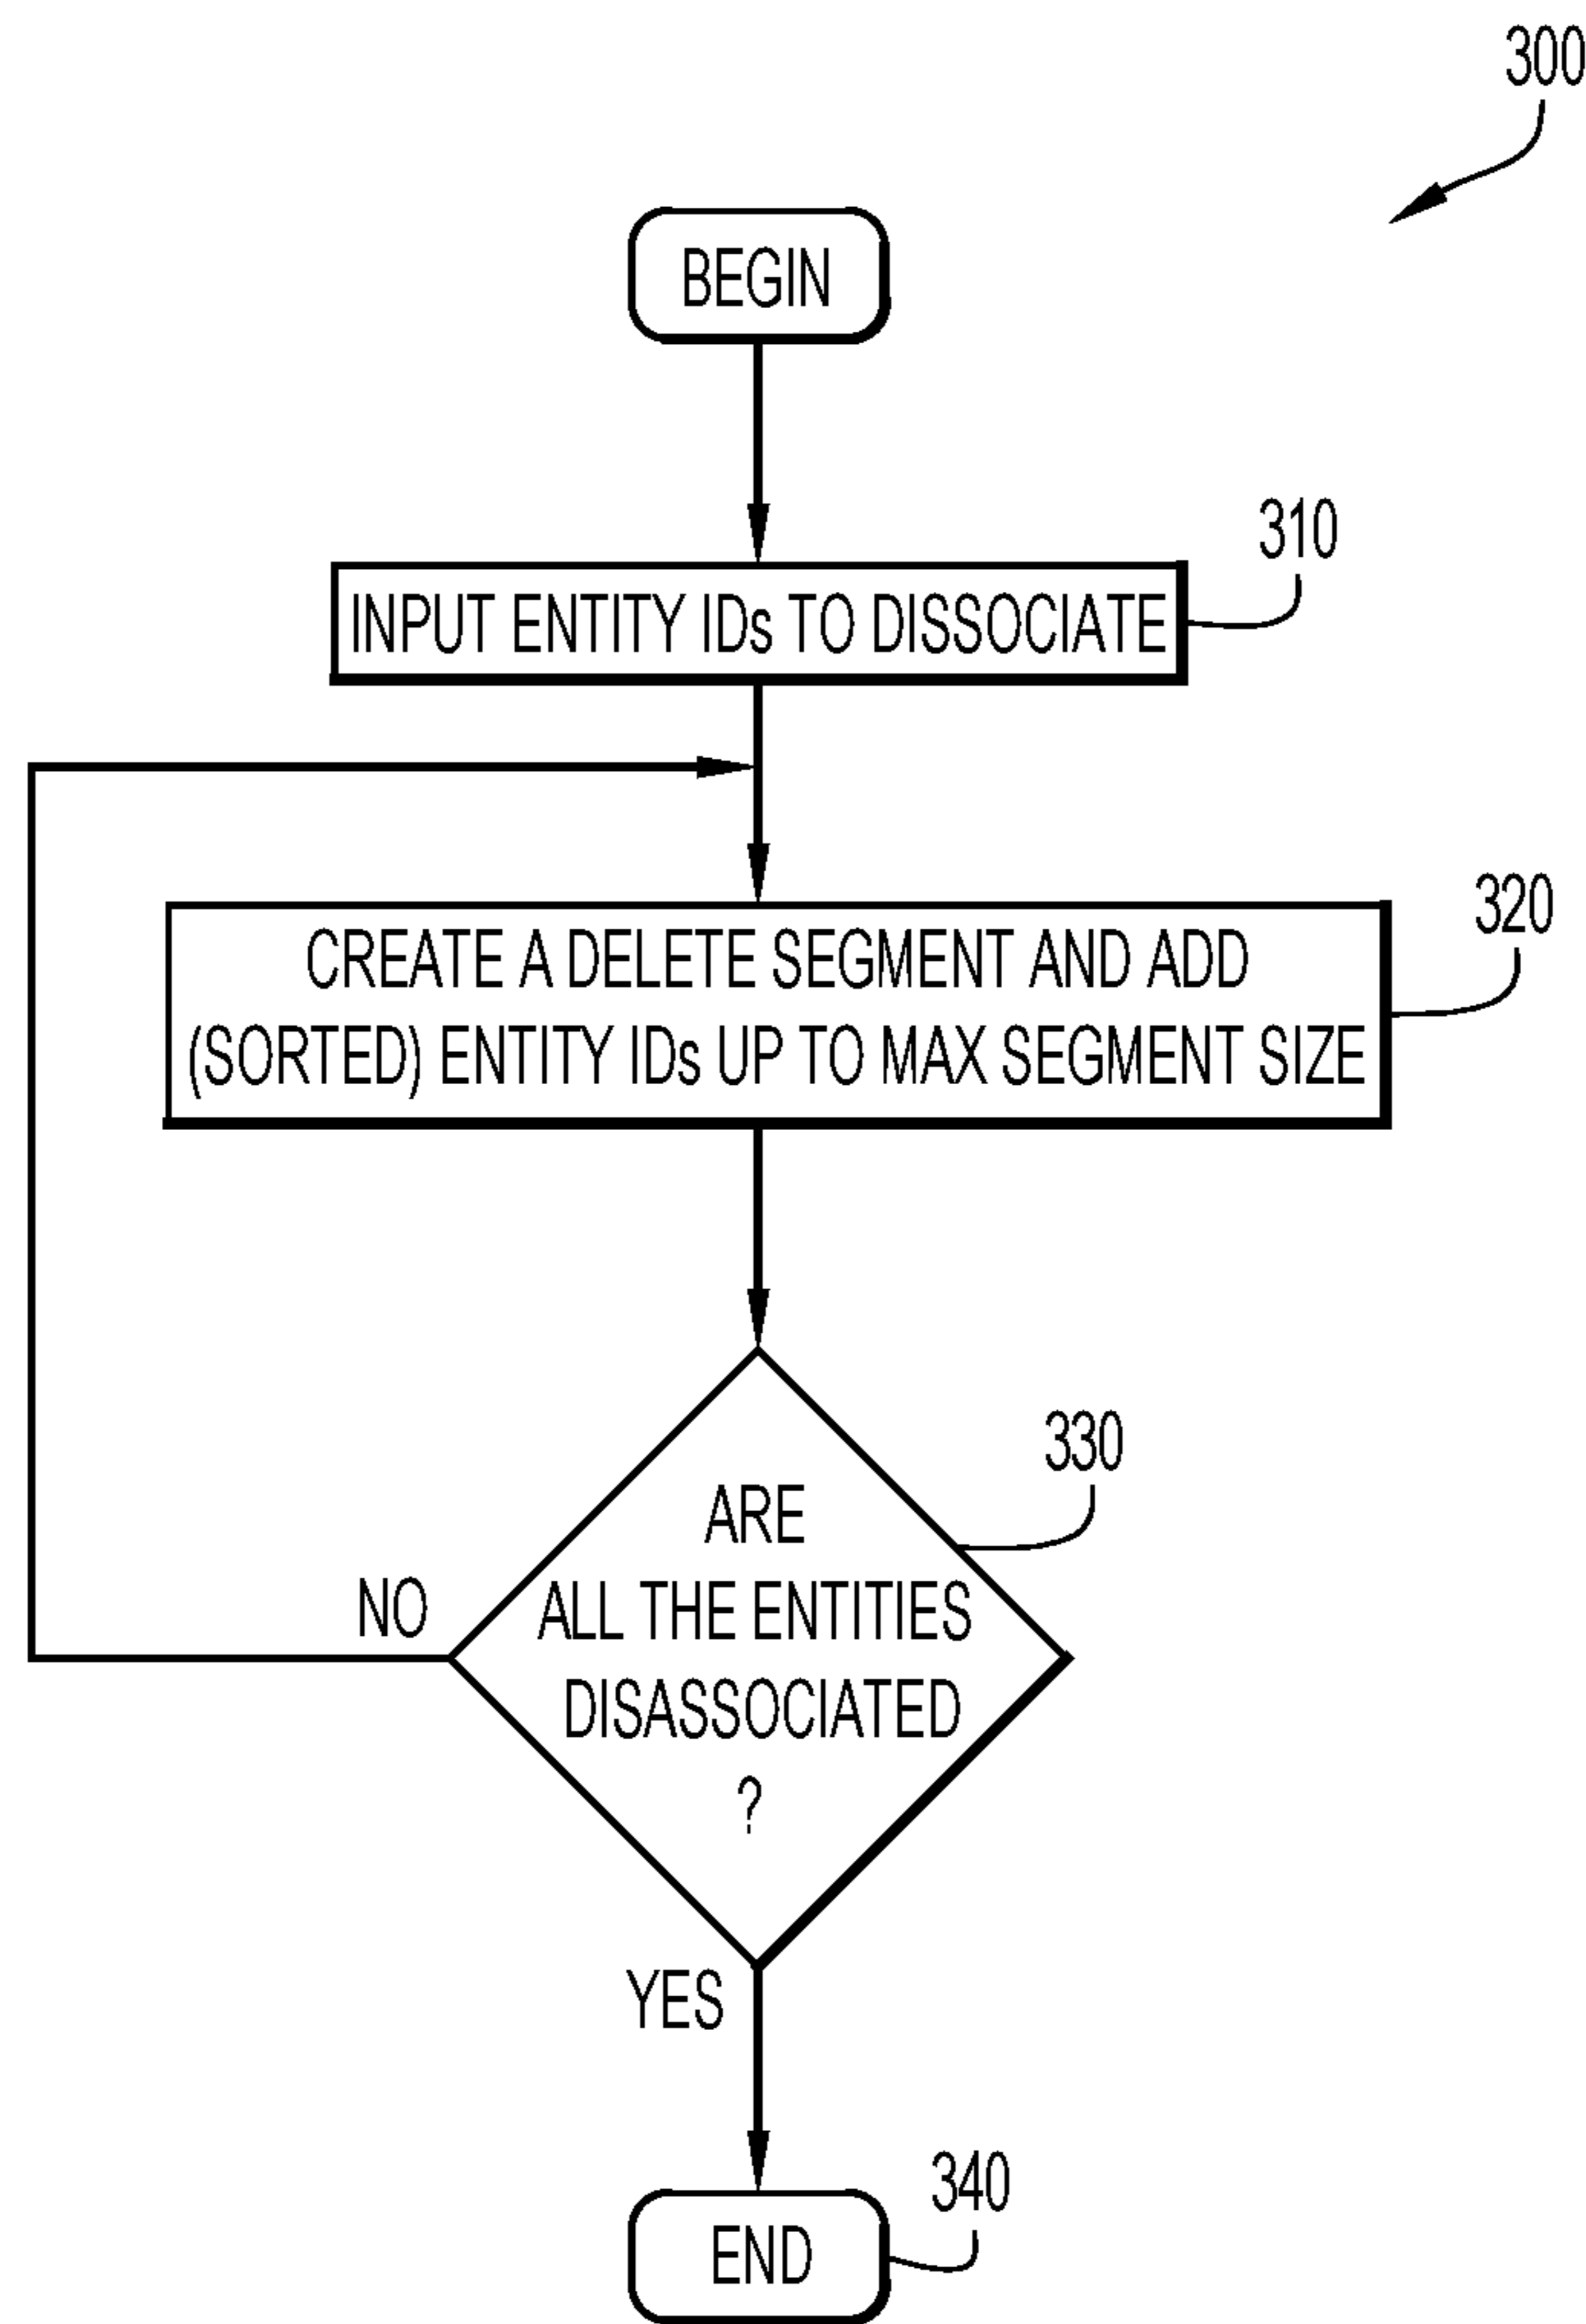 300
BEGIN
310
INPUT ENTITY IDs TO DISSOCIATE
320
CREATE A DELETE SEGMENT AND ADD
(SORTED) ENTITY IDs UP TO MAX SEGMENT SIZE
330
ARE
ALL THE ENTITIES
DISASSOCIATED
?
NO
YES
340
END